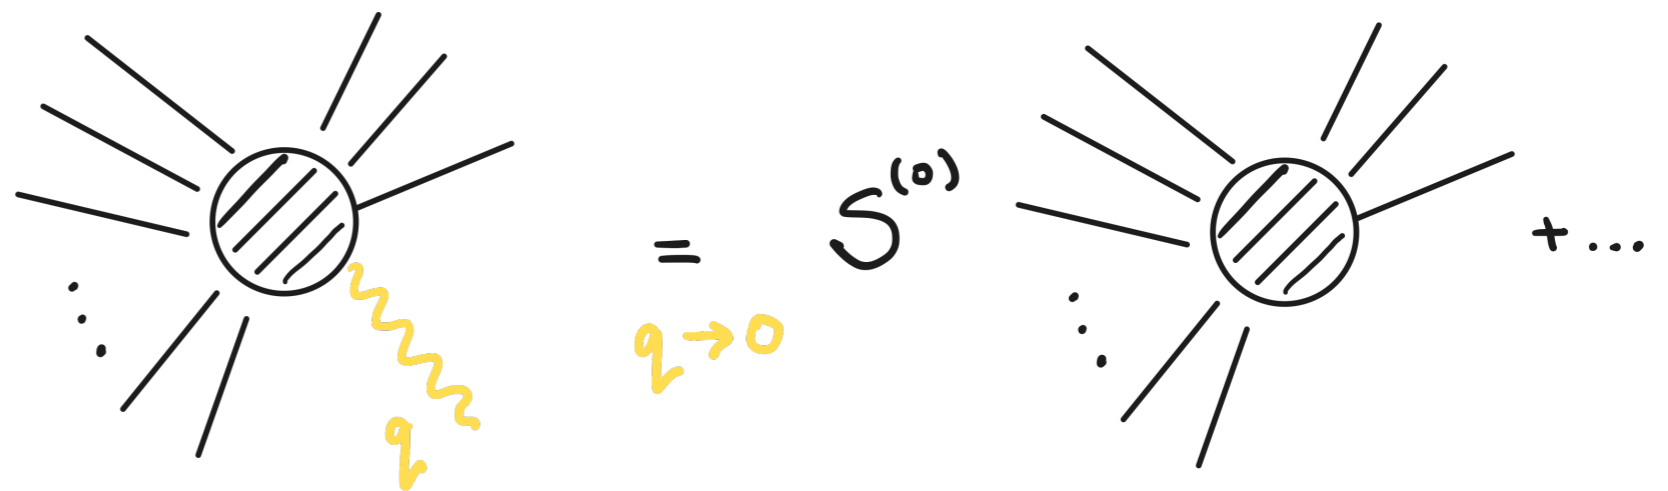 = S^{(0)} + ...
q → 0
q